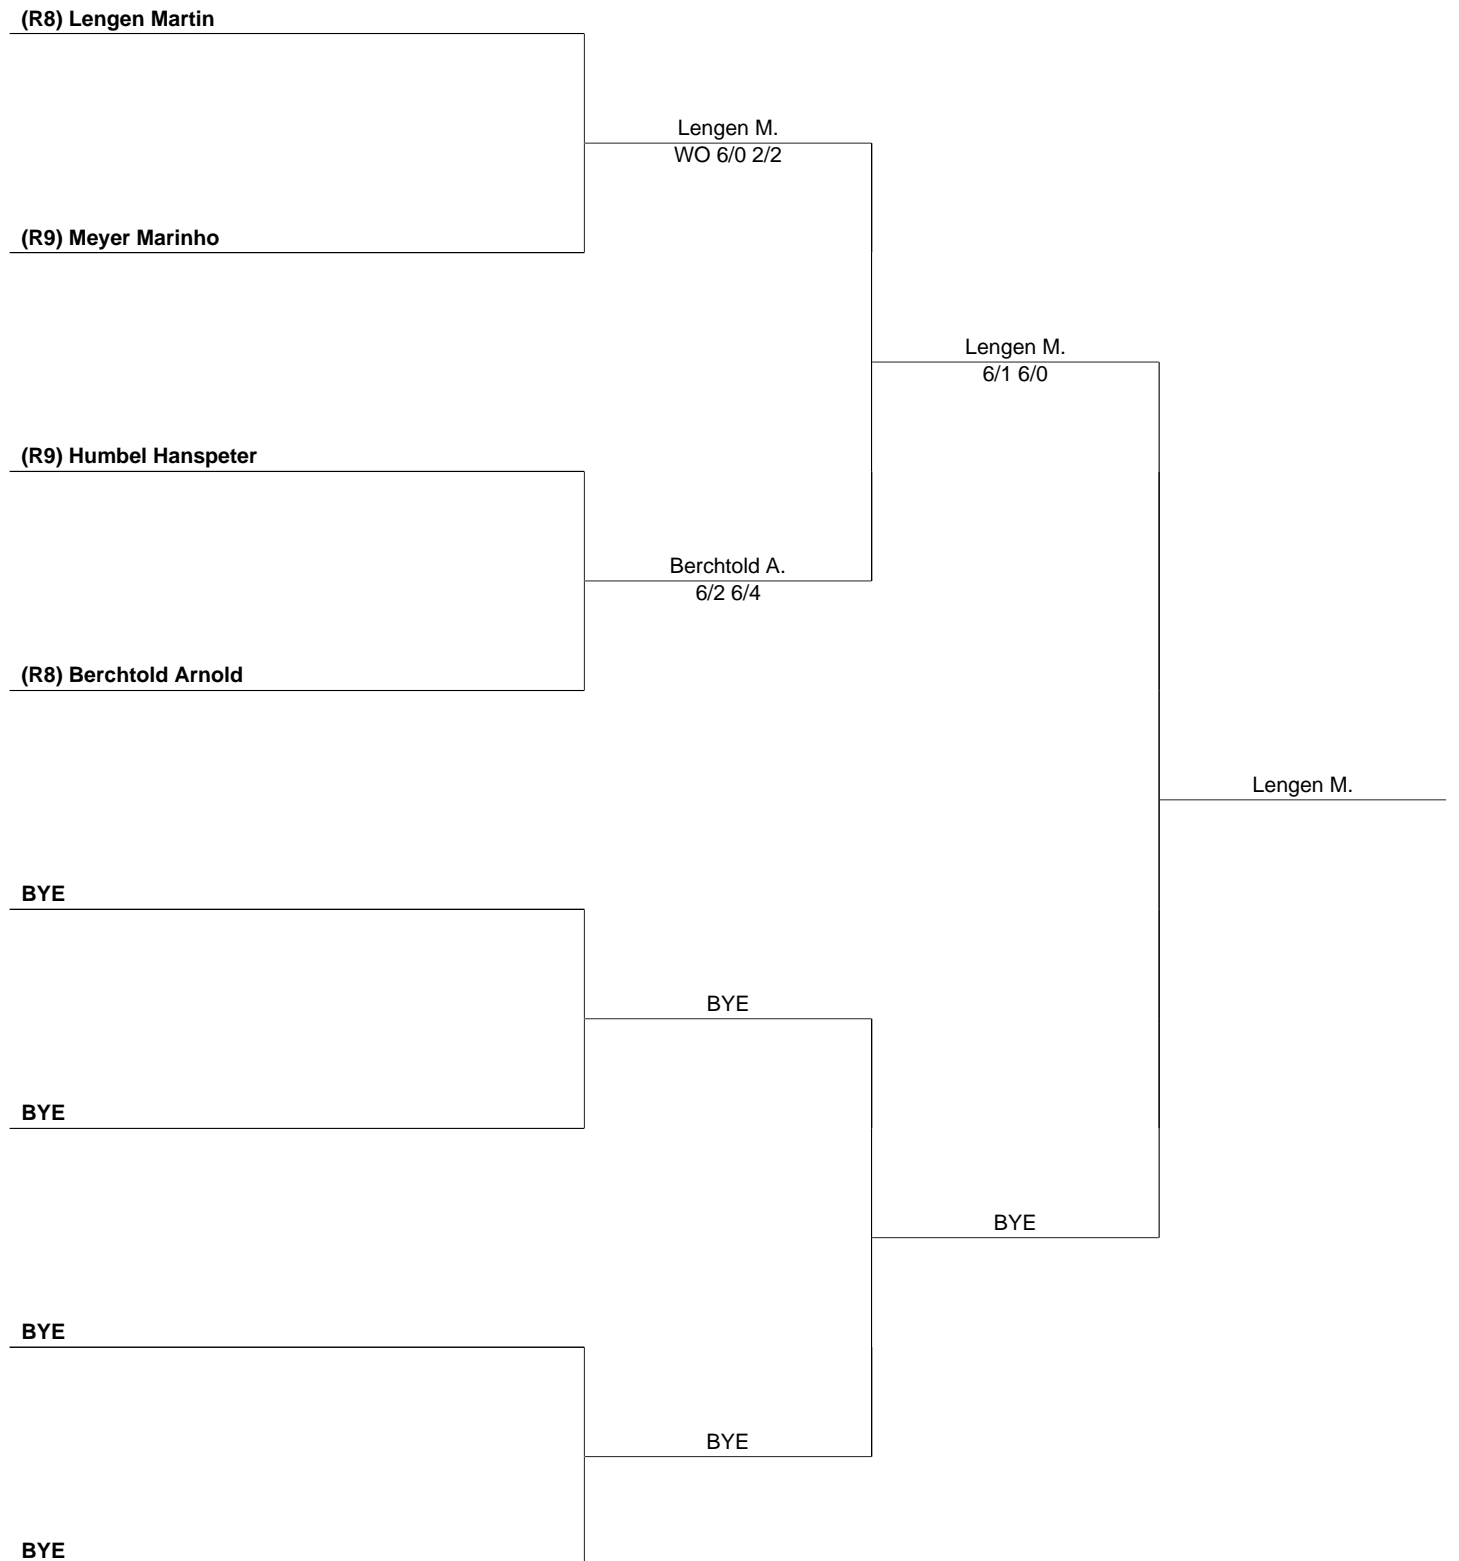 (R8) Lengen Martin
Lengen M.
WO 6/0 2/2
(R9) Meyer Marinho
Lengen M.
6/1 6/0
(R9) Humbel Hanspeter
Berchtold A.
6/2 6/4
(R8) Berchtold Arnold
Lengen M.
BYE
BYE
BYE
BYE
BYE
BYE
BYE